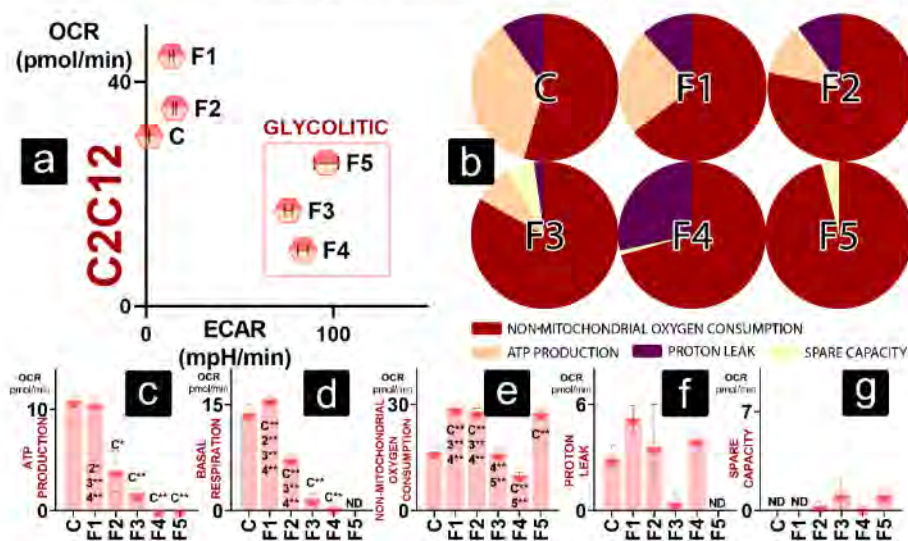 OCR
(pmol/min)
40
0
C2C12
a
F1
F2
C
GLYCOLITIC
F5
F3
F4
0
100
ECAR
(mpH/min)
b
C
F1
F2
F3
F4
F5
NON-MITOCHONDRIAL OXYGEN CONSUMPTION
ATP PRODUCTION
PROTON LEAK
SPARE CAPACITY
c
OCR
pmol/min
10
0
ATP
PRODUCTION
2*
3**
4**
C*
C**
C**
C**
C F1 F2 F3 F4 F5
d
OCR
pmol/min
15
0
BASAL
RESPIRATION
C**
2**
3**
4**
C**
3**
4**
C**
C**
ND
C F1 F2 F3 F4 F5
e
OCR
pmol/min
30
0
NON-MITOCHONDRIAL
OXYGEN
CONSUMPTION
C**
3**
4**
C**
3**
4**
4**
5**
C**
5**
C**
C F1 F2 F3 F4 F5
f
OCR
pmol/min
6
0
PROTON
LEAK
ND
C F1 F2 F3 F4 F5
g
OCR
pmol/min
7
0
SPARE
CAPACITY
ND ND
C F1 F2 F3 F4 F5